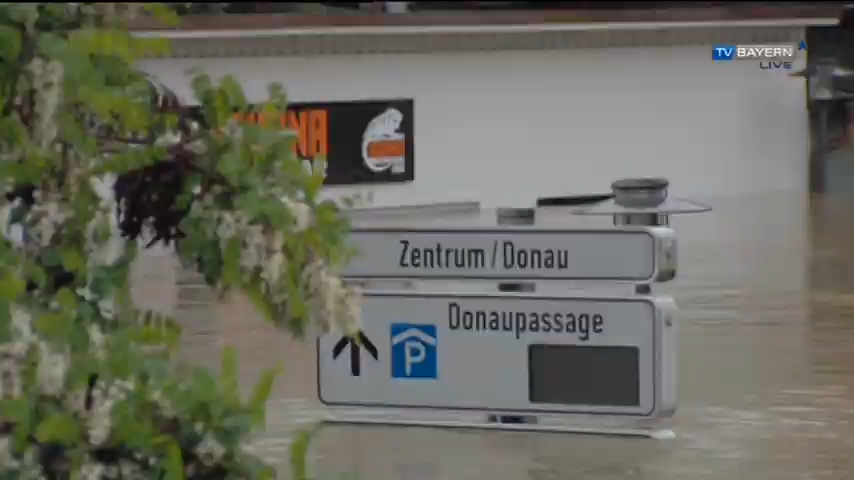 TV BAYERN
LIVE
Zentrum / Donau
Donaupassage
P